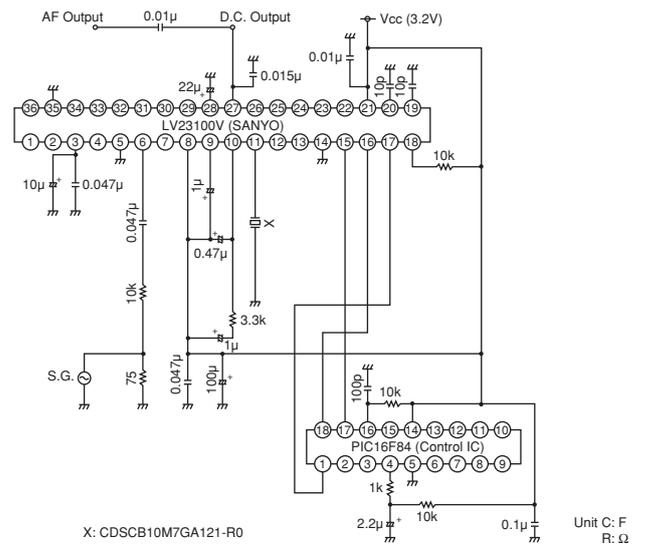 AF Output
0.01µ
D.C. Output
Vcc (3.2V)
0.01µ
0.015µ
22µ
+
10p
10p
36 35 34 33 32 31 30 29 28 27 26 25 24 23 22 21 20 19
LV23100V (SANYO)
1 2 3 4 5 6 7 8 9 10 11 12 13 14 15 16 17 18
10k
10µ
+
0.047µ
0.047µ
1µ
+
X
+
0.47µ
10k
3.3k
+
1µ
S.G.
75
0.047µ
100µ
+
100p
10k
18 17 16 15 14 13 12 11 10
PIC16F84 (Control IC)
1 2 3 4 5 6 7 8 9
1k
10k
2.2µ
+
0.1µ
X: CDSCB10M7GA121-R0
Unit C: F
R: Ω